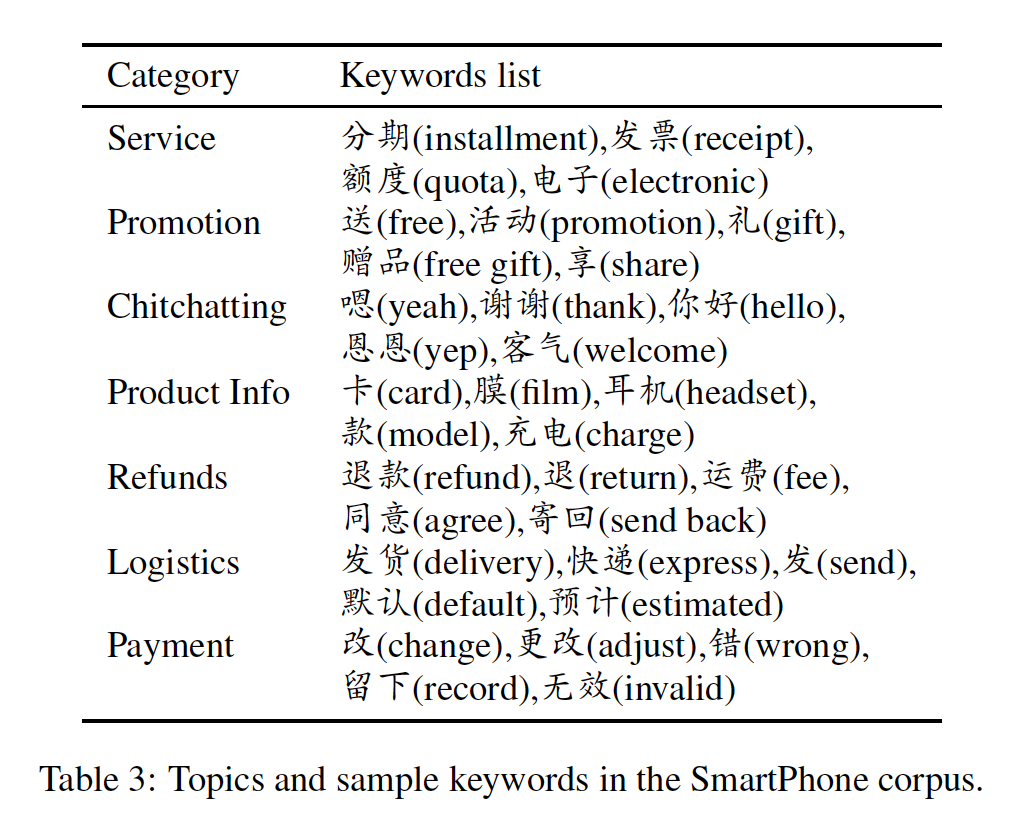 Category Keywords list
Service 分期(installment),发票(receipt),
额度(quota),电子(electronic)
Promotion 送(free),活动(promotion),礼(gift),
赠品(free gift),享(share)
Chitchatting 嗯(yeah),谢谢(thank),你好(hello),
恩恩(yep),客气(welcome)
Product Info 卡(card),膜(film),耳机(headset),
款(model),充电(charge)
Refunds 退款(refund),退(return),运费(fee),
同意(agree),寄回(send back)
Logistics 发货(delivery),快递(express),发(send),
默认(default),预计(estimated)
Payment 改(change),更改(adjust),错(wrong),
留下(record),无效(invalid)
Table 3: Topics and sample keywords in the SmartPhone corpus.